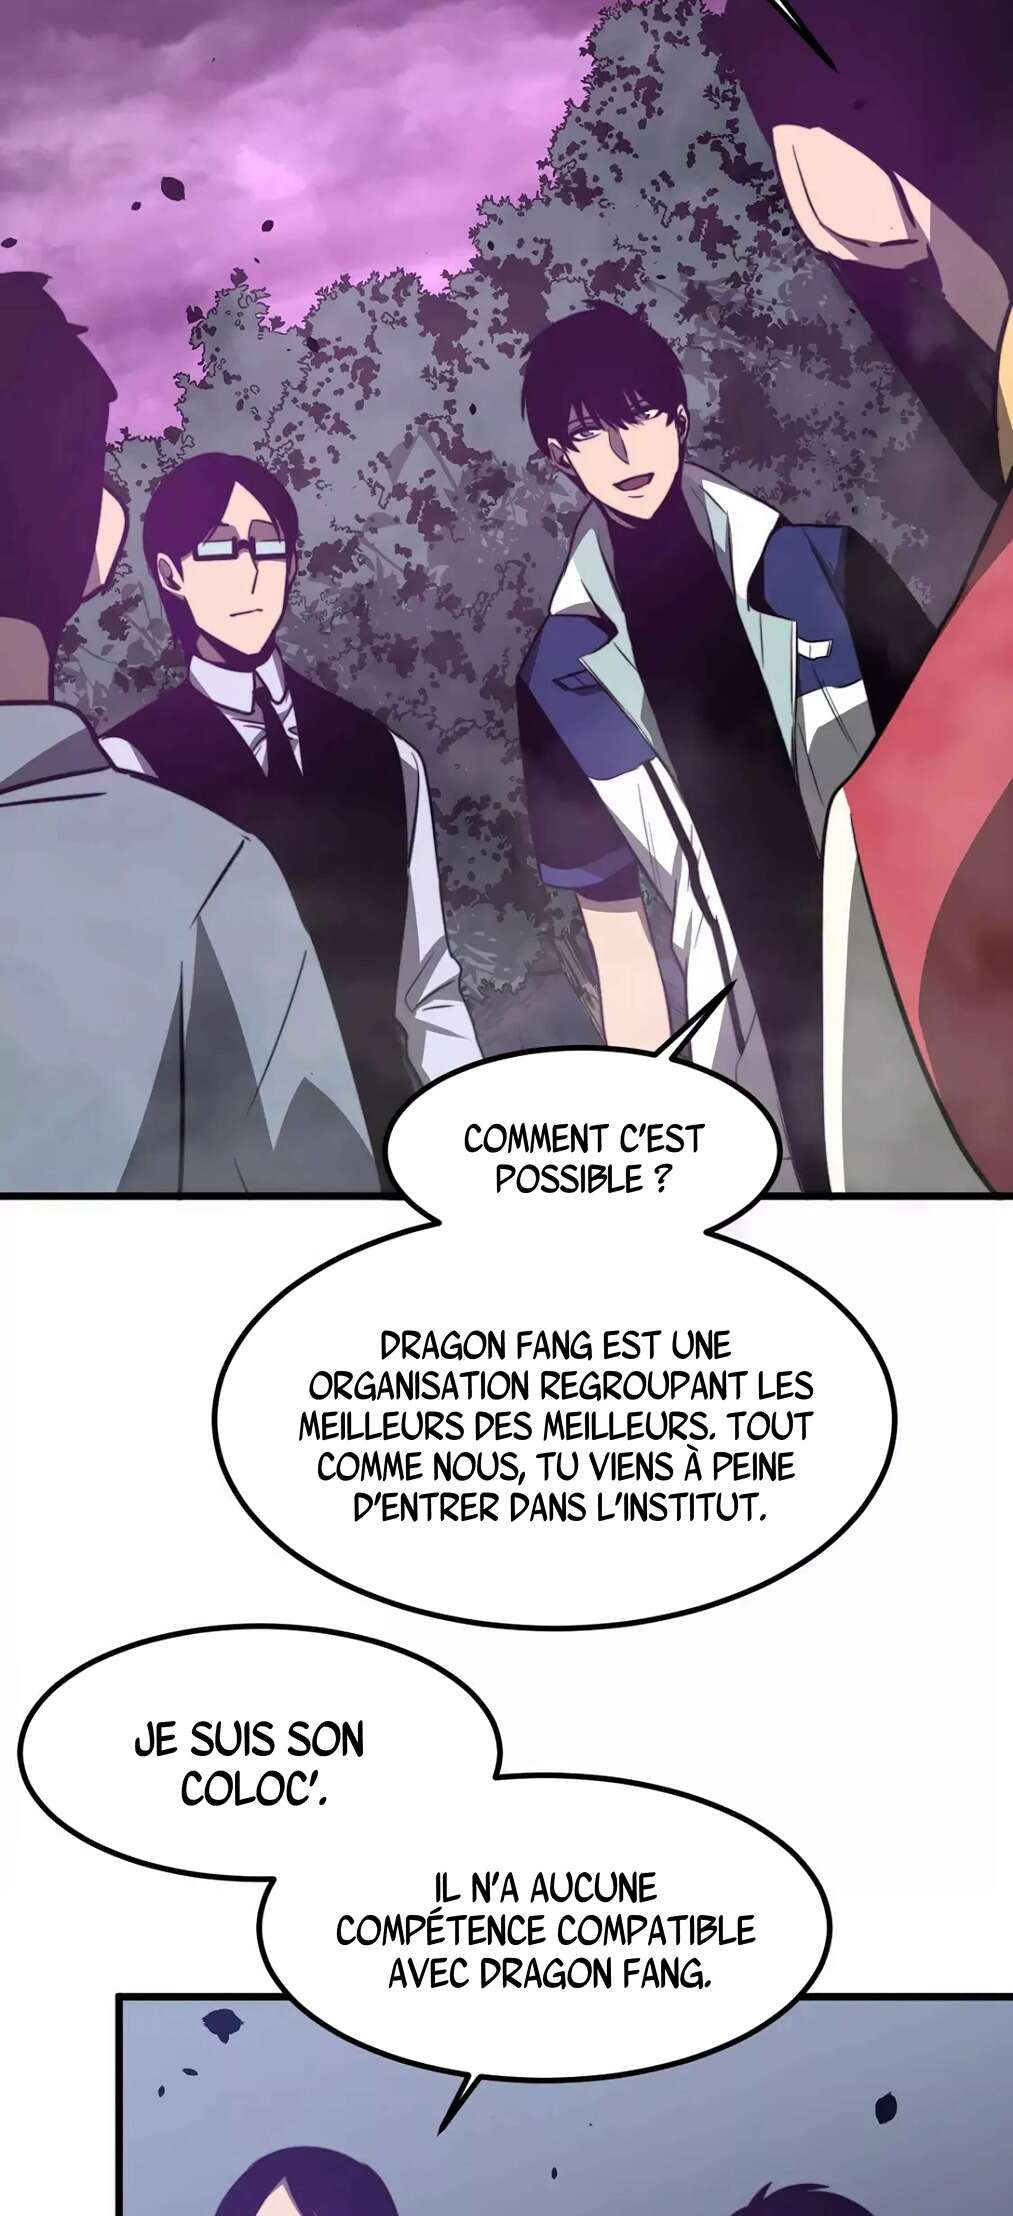 COMMENT C'EST
POSSIBLE ?
DRAGON FANG EST UNE
ORGANISATION REGROUPANT LES
MEILLEURS DES MEILLEURS. TOUT
COMME NOUS, TU VIENS À PEINE
D'ENTRER DANS L'INSTITUT.
JE SUIS SON
COLOC'.
IL N'A AUCUNE
COMPÉTENCE COMPATIBLE
AVEC DRAGON FANG.